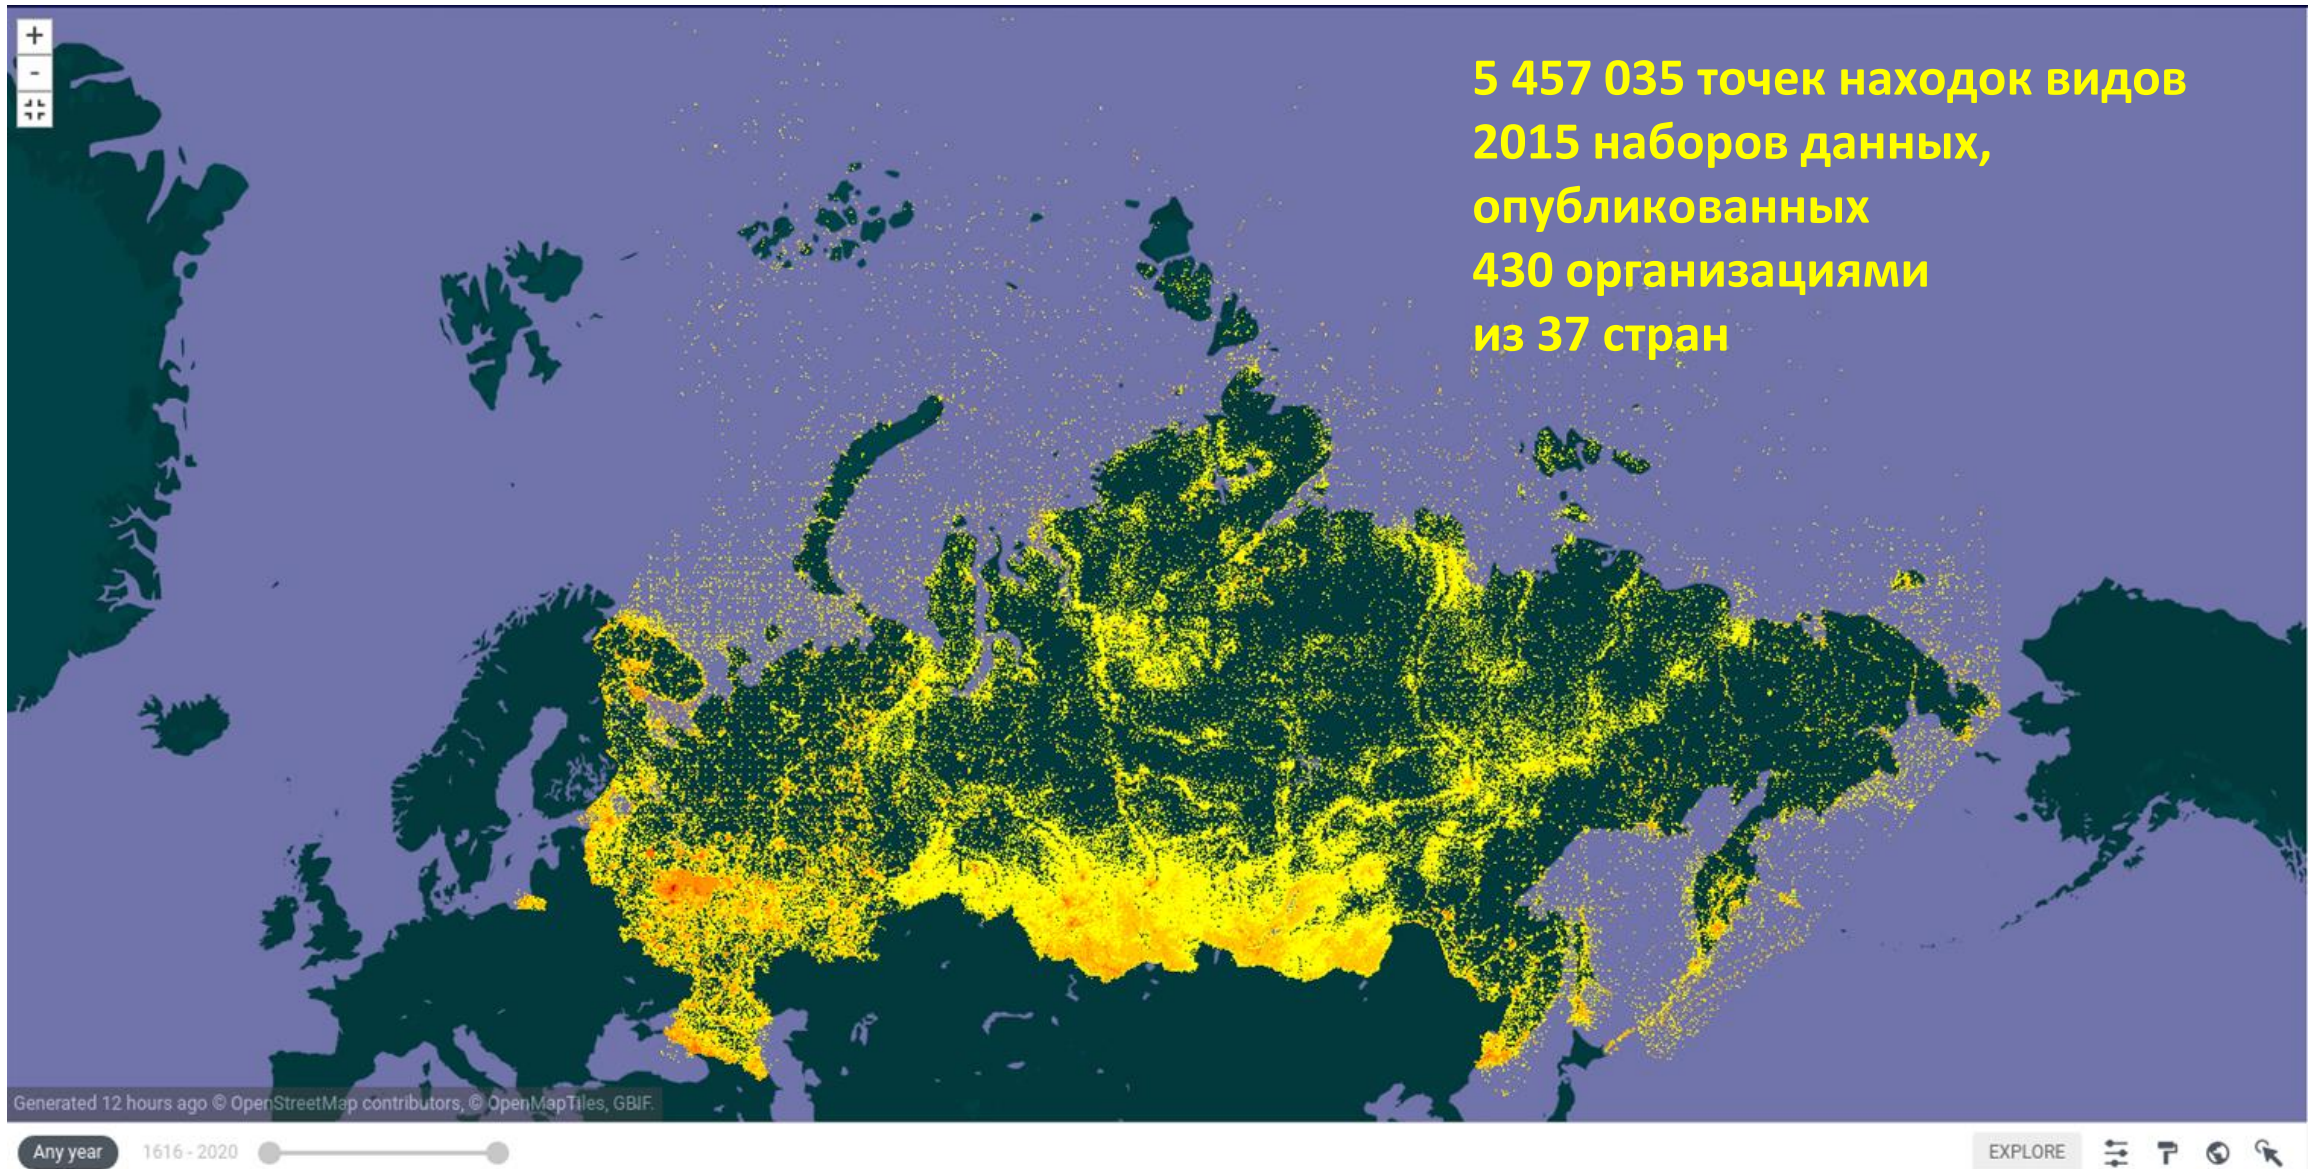 +
-
5 457 035 точек находок видов
2015 наборов данных,
опубликованных
430 организациями
из 37 стран
Generated 12 hours ago © OpenStreetMap contributors, © OpenMapTiles, GBIF.
Any year 1616 - 2020 EXPLORE